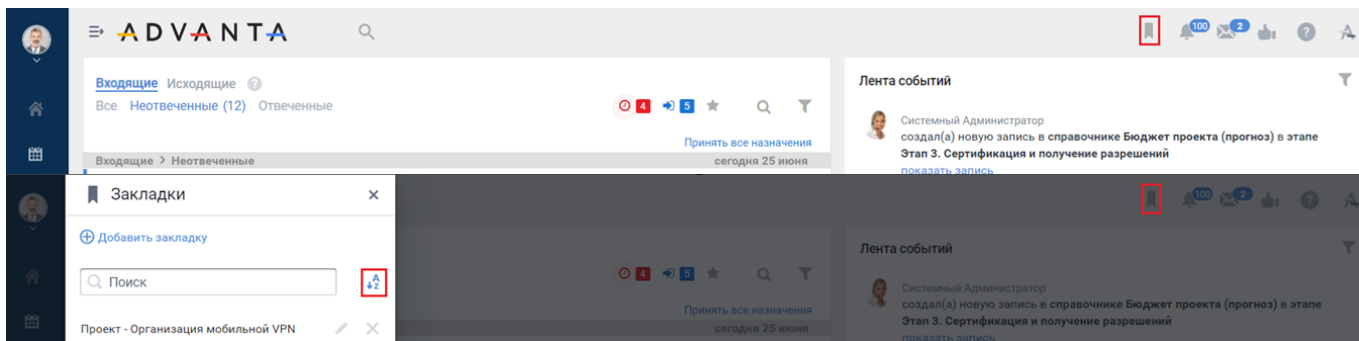 ADVANTA
100
2
?
Входящие Исходящие ?
Все Неотвеченные (12) Отвеченные
4
5
Принять все назначения
Входящие > Неотвеченные
сегодня 25 июня
Лента событий
Системный Администратор
создал(а) новую запись в справочнике Бюджет проекта (прогноз) в этапе
Этап 3. Сертификация и получение разрешений
показать запись
Закладки
Добавить закладку
Поиск
A
Z
Проект - Организация мобильной VPN
100
2
?
4
5
Принять все назначения
сегодня 25 июня
Лента событий
Системный Администратор
создал(а) новую запись в справочнике Бюджет проекта (прогноз) в этапе
Этап 3. Сертификация и получение разрешений
показать запись